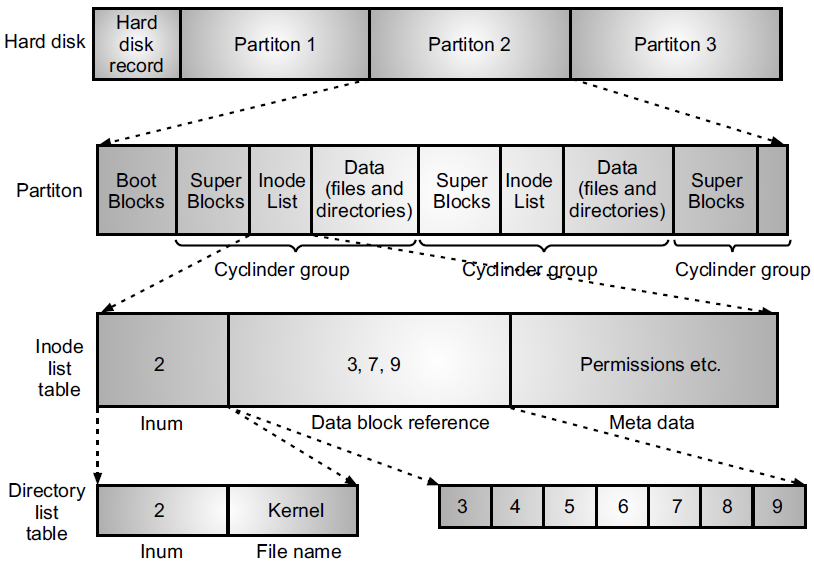 Hard disk
Hard
disk
record
Partiton 1
Partiton 2
Partiton 3
Partiton
Boot
Blocks
Super
Blocks
Inode
List
Data
(files and
directories)
Super
Blocks
Inode
List
Data
(files and
directories)
Super
Blocks
Cyclinder group
Cyclinder group
Cyclinder group
Inode
list
table
2
3, 7, 9
Permissions etc.
Inum
Data block reference
Meta data
Directory
list
table
2
Kernel
3 4 5 6 7 8 9
Inum
File name